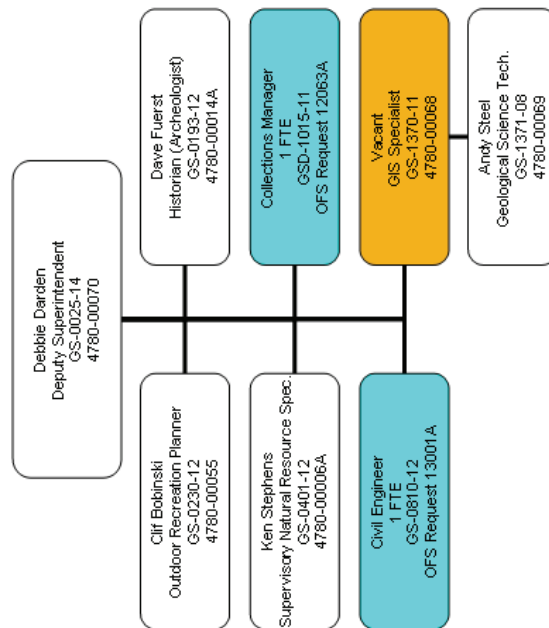 Debbie Darden
Deputy Superintendent
GS-0025-14
4780-00070
Clif Bobinski
Outdoor Recreation Planner
GS-0230-12
4780-00055
Dave Fuerst
Historian (Archeologist)
GS-0193-12
4780-00014A
Ken Stephens
Supervisory Natural Resource Spec.
GS-0401-12
4780-00006A
Collections Manager
1 FTE
GSD-1015-11
OFS Request 12063A
Civil Engineer
1 FTE
GS-0810-12
OFS Request 13001A
Vacant
GIS Specialist
GS-1370-11
4780-00068
Andy Steel
Geological Science Tech.
GS-1371-08
4780-00069